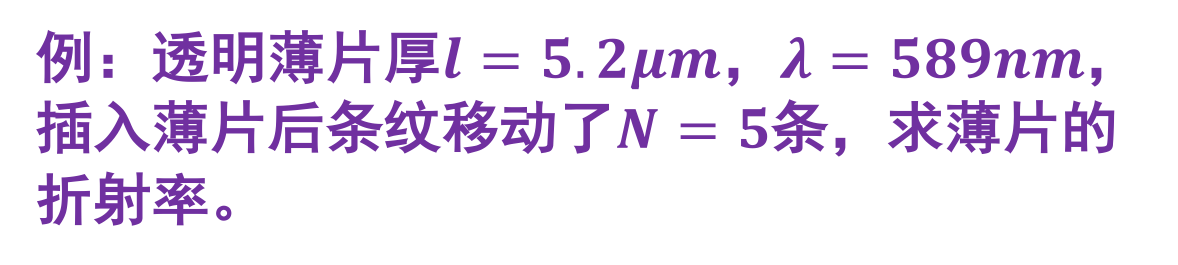 例：透明薄片厚l = 5.2μm，λ = 589nm，
插入薄片后条纹移动了N = 5条，求薄片的
折射率。